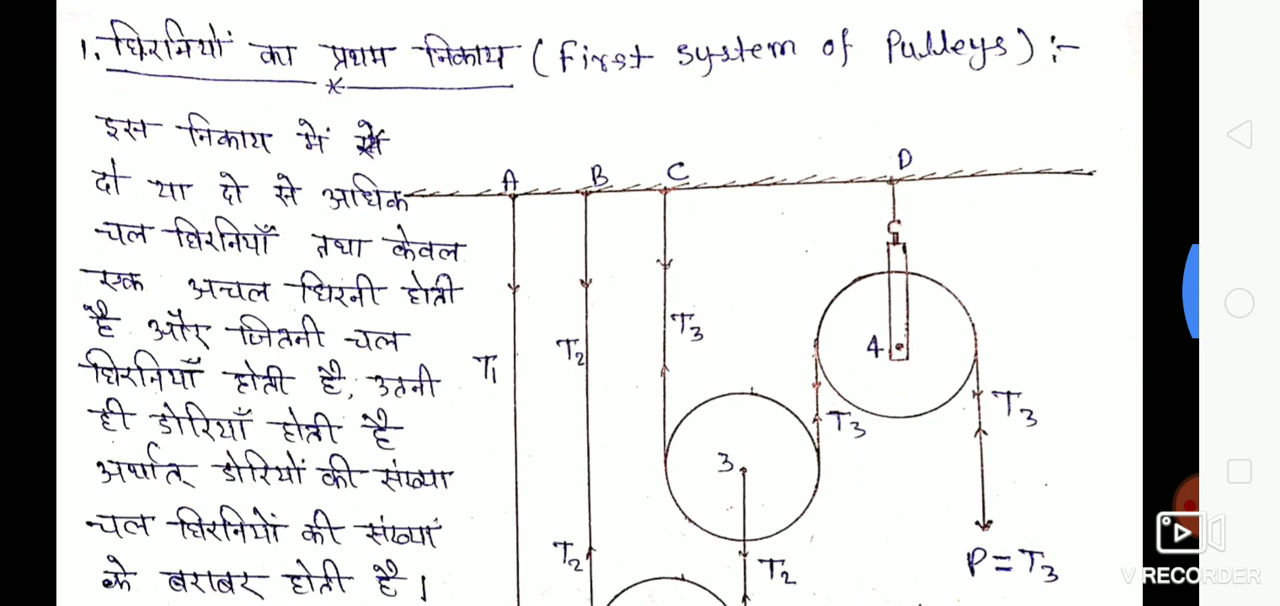 1. घिरनियों का प्रथम निकाय (First system of Pulleys) :-
इस निकाय में
दो या दो से अधिक
चल घिरनियाँ तथा केवल
एक अचल घिरनी होती
है और जितनी चल
घिरनियाँ होती है, उतनी
ही डोरियाँ होती है
अर्थात् डोरियों की संख्या
चल घिरनियों की संख्या
के बराबर होती है।
A B C D
T3
T2
T1
4
T3
T3
3
T2
T2
P = T3
V RECORDER